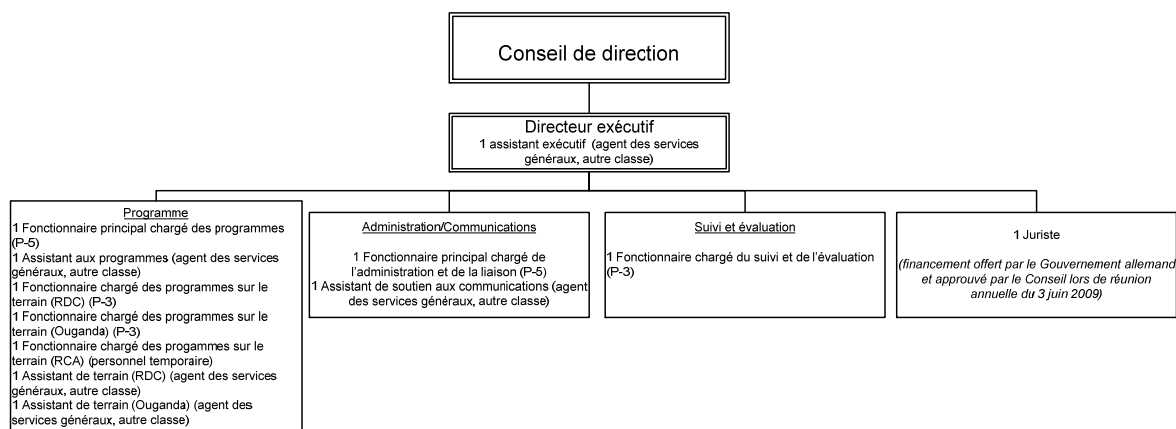 Conseil de direction
Directeur exécutif
1 assistant exécutif (agent des services
généraux, autre classe)
Programme
1 Fonctionnaire principal chargé des programmes
(P-5)
1 Assistant aux programmes (agent des services
généraux, autre classe)
1 Fonctionnaire chargé des programmes sur le
terrain (RDC) (P-3)
1 Fonctionnaire chargé des programmes sur le
terrain (Ouganda) (P-3)
1 Fonctionnaire chargé des progammes sur le
terrain (RCA) (personnel temporaire)
1 Assistant de terrain (RDC) (agent des services
généraux, autre classe)
1 Assistant de terrain (Ouganda) (agent des
services généraux, autre classe)
Administration/Communications
1 Fonctionnaire principal chargé de
l'administration et de la liaison (P-5)
1 Assistant de soutien aux communications (agent
des services généraux, autre classe)
Suivi et évaluation
1 Fonctionnaire chargé du suivi et de l'évaluation
(P-3)
1 Juriste
(financement offert par le Gouvernement allemand
et approuvé par le Conseil lors de réunion
annuelle du 3 juin 2009)